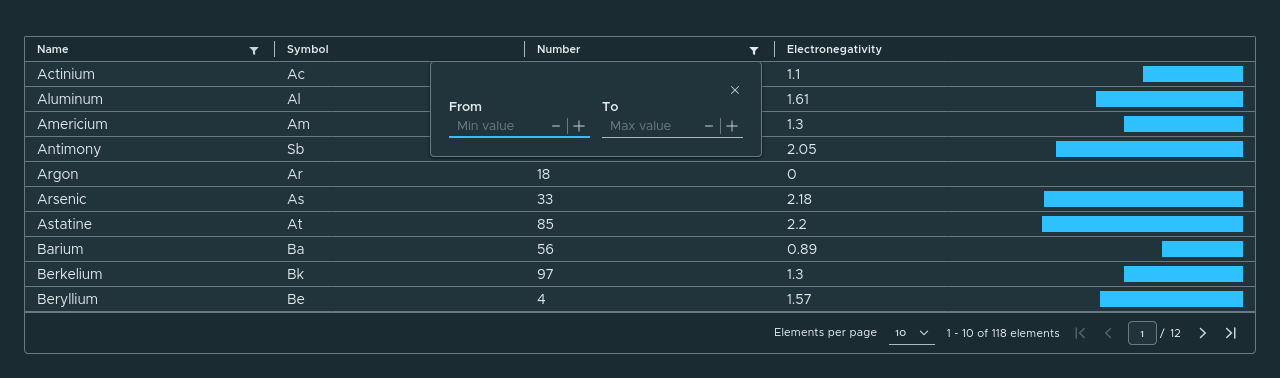 Name Symbol Number Electronegativity
Actinium Ac 1.1
Aluminum Al 1.61
Americium Am 1.3
Antimony Sb 2.05
From To
Min value Max value
Argon Ar 18 0
Arsenic As 33 2.18
Astatine At 85 2.2
Barium Ba 56 0.89
Berkelium Bk 97 1.3
Beryllium Be 4 1.57
Elements per page 10 1 - 10 of 118 elements 1 / 12